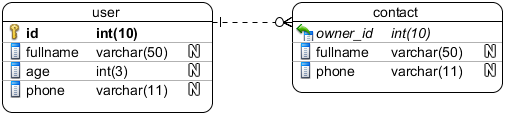 user
id int(10)
fullname varchar(50) N
age int(3) N
phone varchar(11) N
contact
owner_id int(10)
fullname varchar(50) N
phone varchar(11) N